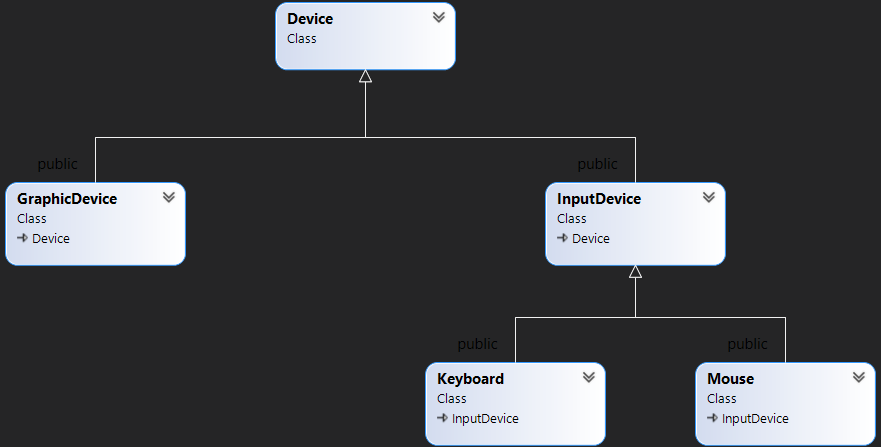 Device
Class
public
public
GraphicDevice
Class
Device
InputDevice
Class
Device
public
public
Keyboard
Class
InputDevice
Mouse
Class
InputDevice